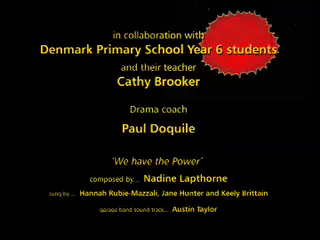 in collaboration with
Denmark Primary School Year 6 students
and their teacher
Cathy Brooker
Drama coach
Paul Doquile
'We have the Power'
composed by... Nadine Lapthorne
sung by... Hannah Rubie-Mazzali, Jane Hunter and Keely Brittain
garage band sound track... Austin Taylor